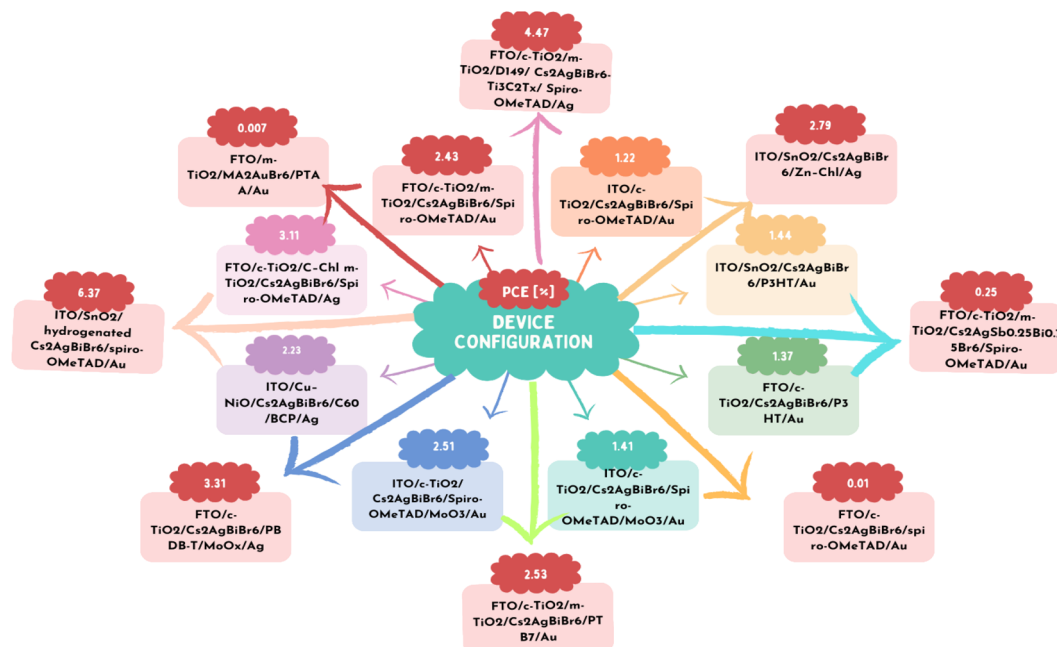 4.47
FTO/c-TiO2/m-
TiO2/D149/ Cs2AgBiBr6-
Ti3C2Tx/ Spiro-
OMeTAD/Ag
0.007
FTO/m-
TiO2/MA2AuBr6/PTA
A/Au
2.43
FTO/c-TiO2/m-
TiO2/Cs2AgBiBr6/Spi
ro-OMeTAD/Au
1.22
ITO/c-
TiO2/Cs2AgBiBr6/Spi
ro-OMeTAD/Au
2.79
ITO/SnO2/Cs2AgBiBr
6/Zn-Chl/Ag
3.11
FTO/c-TiO2/C-Chl m-
TiO2/Cs2AgBiBr6/Spi
ro-OMeTAD/Ag
1.44
ITO/SnO2/Cs2AgBiBr
6/P3HT/Au
6.37
ITO/SnO2/
hydrogenated
Cs2AgBiBr6/spiro-
OMeTAD/Au
PCE [%]
DEVICE
CONFIGURATION
0.25
FTO/c-TiO2/m-
TiO2/Cs2AgSb0.25Bi0.7
5Br6/Spiro-
OMeTAD/Au
2.23
ITO/Cu-
NiO/Cs2AgBiBr6/C60
/BCP/Ag
1.37
FTO/c-
TiO2/Cs2AgBiBr6/P3
HT/Au
3.31
FTO/c-
TiO2/Cs2AgBiBr6/PB
DB-T/MoOx/Ag
2.51
ITO/c-TiO2/
Cs2AgBiBr6/Spiro-
OMeTAD/MoO3/Au
1.41
ITO/c-
TiO2/Cs2AgBiBr6/Spi
ro-
OMeTAD/MoO3/Au
0.01
FTO/c-
TiO2/Cs2AgBiBr6/spi
ro-OMeTAD/Au
2.53
FTO/c-TiO2/m-
TiO2/Cs2AgBiBr6/PT
B7/Au